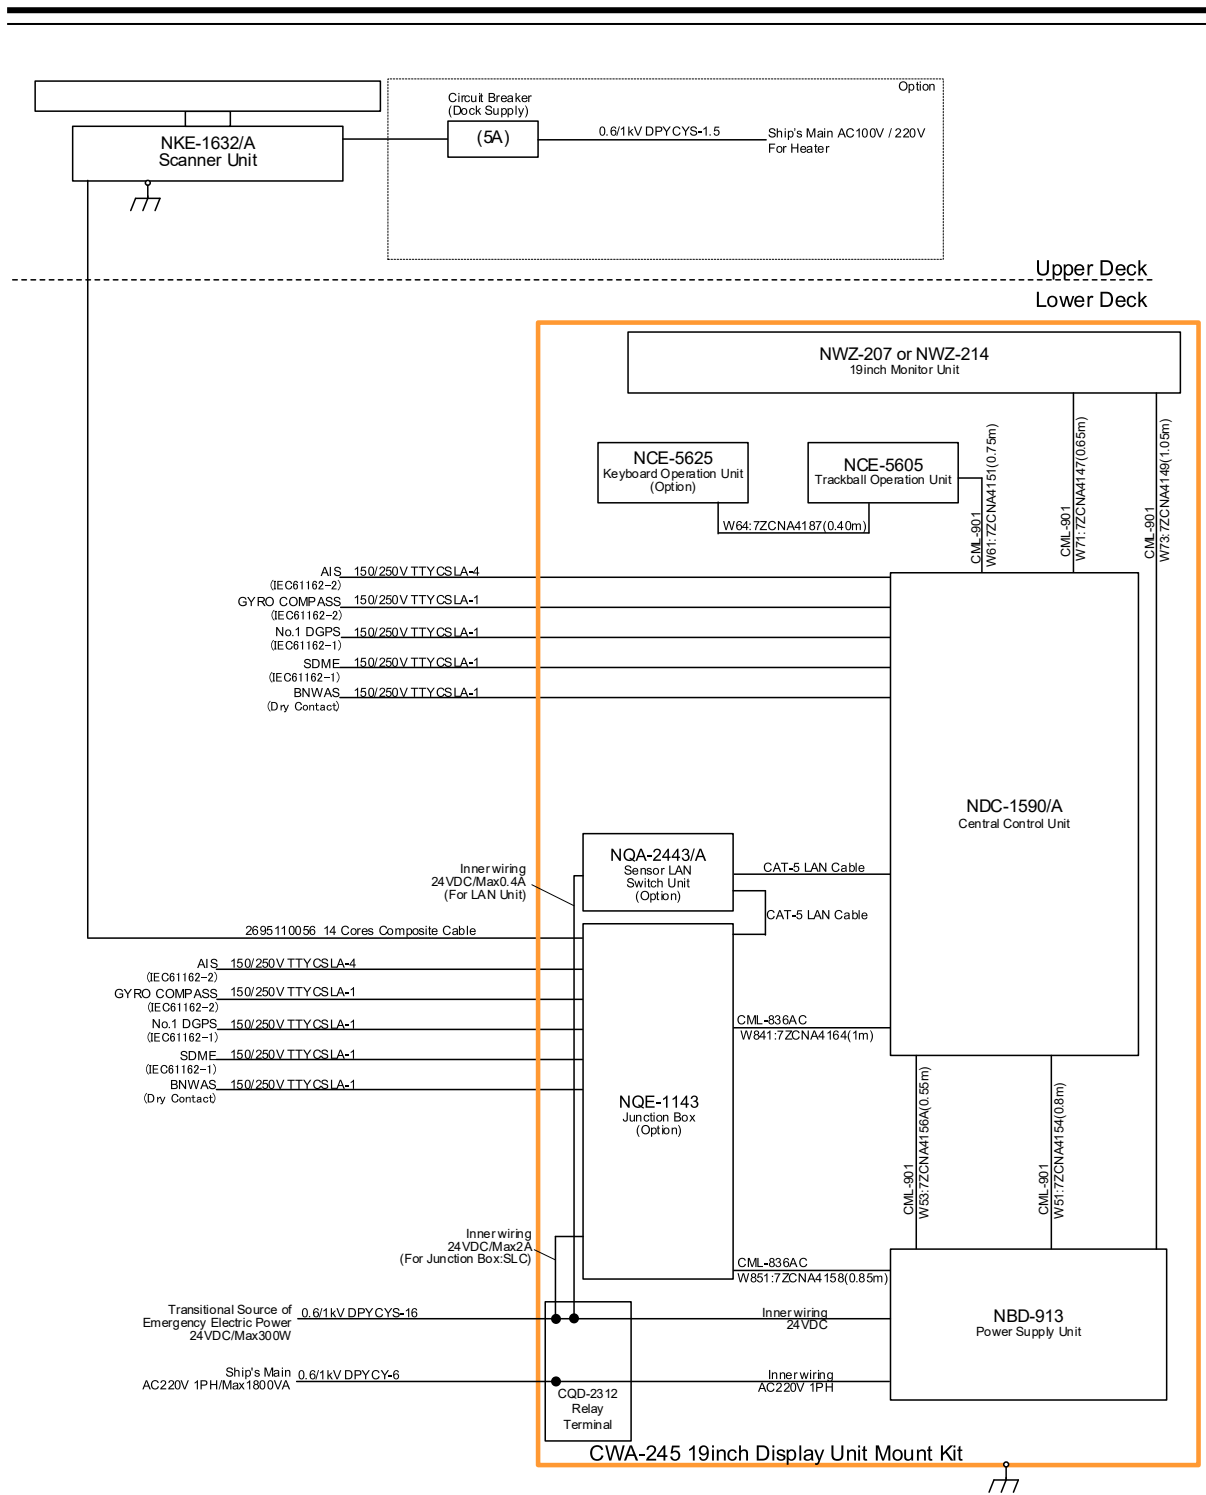 Option
Circuit Breaker
(Dock Supply)
(5A)
0.6/1kV DPYCYS-1.5
Ship's Main AC100V / 220V
For Heater
NKE-1632/A
Scanner Unit
Upper Deck
Lower Deck
NWZ-207 or NWZ-214
19inch Monitor Unit
NCE-5625
Keyboard Operation Unit
(Option)
NCE-5605
Trackball Operation Unit
W64:7ZCNA4187(0.40m)
CML-901
W61:7ZCNA4151(0.75m)
CML-901
W71:7ZCNA4147(0.65m)
CML-901
W73:7ZCNA4149(1.05m)
AIS 150/250V TTYCSLA-4
(IEC61162-2)
GYRO COMPASS 150/250V TTYCSLA-1
(IEC61162-2)
No.1 DGPS 150/250V TTYCSLA-1
(IEC61162-1)
SDME 150/250V TTYCSLA-1
(IEC61162-1)
BNWAS 150/250V TTYCSLA-1
(Dry Contact)
NDC-1590/A
Central Control Unit
NQA-2443/A
Sensor LAN
Switch Unit
(Option)
Inner wiring
24VDC/Max0.4A
(For LAN Unit)
CAT-5 LAN Cable
CAT-5 LAN Cable
2695110056 14 Cores Composite Cable
AIS 150/250V TTYCSLA-4
(IEC61162-2)
GYRO COMPASS 150/250V TTYCSLA-1
(IEC61162-2)
No.1 DGPS 150/250V TTYCSLA-1
(IEC61162-1)
SDME 150/250V TTYCSLA-1
(IEC61162-1)
BNWAS 150/250V TTYCSLA-1
(Dry Contact)
CML-836AC
W841:7ZCNA4164(1m)
NQE-1143
Junction Box
(Option)
CML-901
W53:7ZCNA4156A(0.55m)
CML-901
W51:7ZCNA4154(0.8m)
Inner wiring
24VDC/Max2A
(For Junction Box:SLC)
CML-836AC
W851:7ZCNA4158(0.85m)
Transitional Source of
Emergency Electric Power
24VDC/Max300W
0.6/1kV DPYCYS-16
Inner wiring
24VDC
NBD-913
Power Supply Unit
Ship's Main
AC220V 1PH/Max1800VA
0.6/1kV DPYCY-6
Inner wiring
AC220V 1PH
CQD-2312
Relay
Terminal
CWA-245 19inch Display Unit Mount Kit